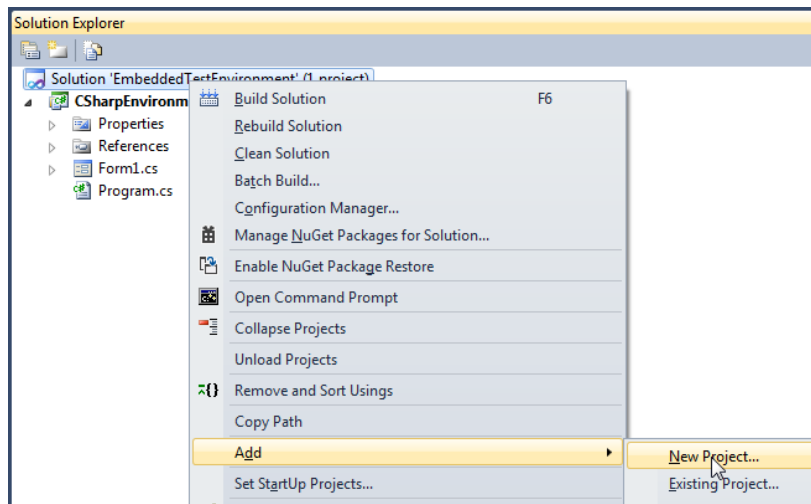 Solution Explorer
Solution 'EmbeddedTestEnvironment' (1 project)
CSharpEnvironm
Properties
References
Form1.cs
Program.cs
Build Solution F6
Rebuild Solution
Clean Solution
Batch Build...
Configuration Manager...
Manage NuGet Packages for Solution...
Enable NuGet Package Restore
Open Command Prompt
Collapse Projects
Unload Projects
Remove and Sort Usings
Copy Path
Add
Set StartUp Projects...
New Project...
Existing Project...